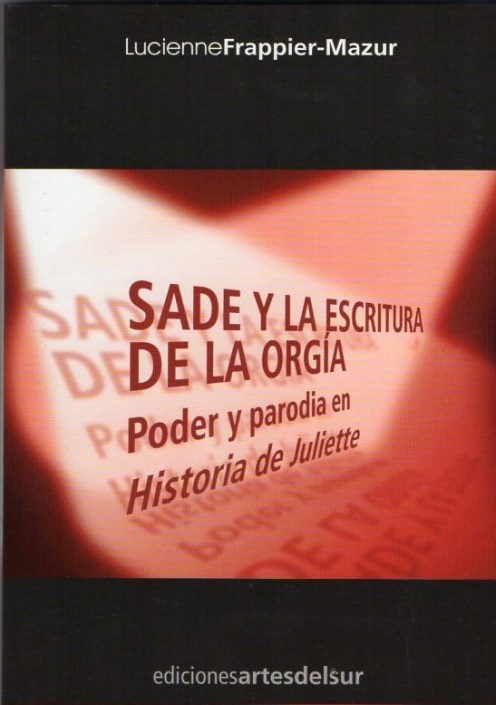 LucienneFrappier-Mazur
SADE Y LA ESCRITURA
DE LA ORGÍA
Poder y parodia en
Historia de Juliette
edicionesartesdelsur